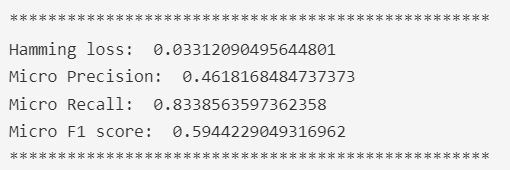 **************************************************
Hamming loss:  0.03312090495644801
Micro Precision:  0.4618168484737373
Micro Recall:  0.8338563597362358
Micro F1 score:  0.5944229049316962
**************************************************